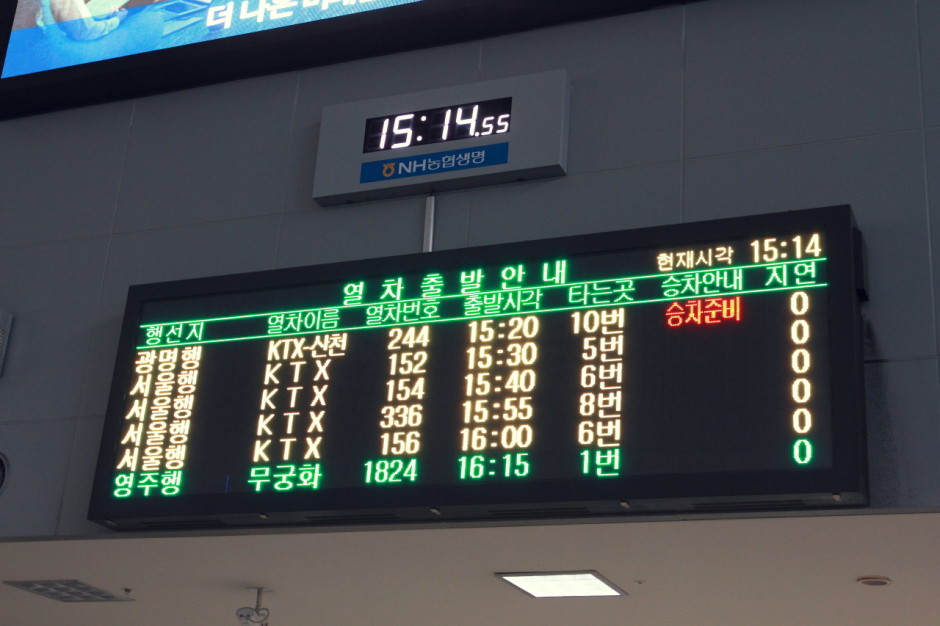 더 나은
15:14.55
NH농협생명
현재시각 15:14
열차출발안내
행선지 열차이름 열차번호 출발시각 타는곳 승차안내 지연
광명행 KTX-산천 244 15:20 10번 승차준비 0
서울행 KTX 152 15:30 5번 0
서울행 KTX 154 15:40 6번 0
서울행 KTX 336 15:55 8번 0
서울행 KTX 156 16:00 6번 0
영주행 무궁화 1824 16:15 1번 0